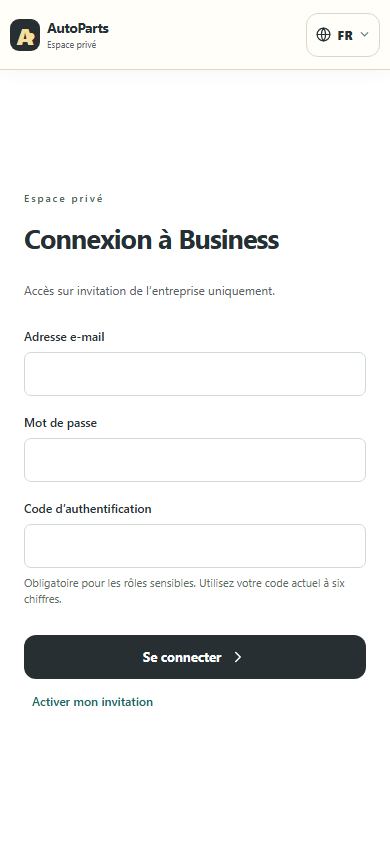 AutoParts
Espace privé
FR
Espace privé
Connexion à Business
Accès sur invitation de l'entreprise uniquement.
Adresse e-mail
Mot de passe
Code d'authentification
Obligatoire pour les rôles sensibles. Utilisez votre code actuel à six
chiffres.
Se connecter
Activer mon invitation